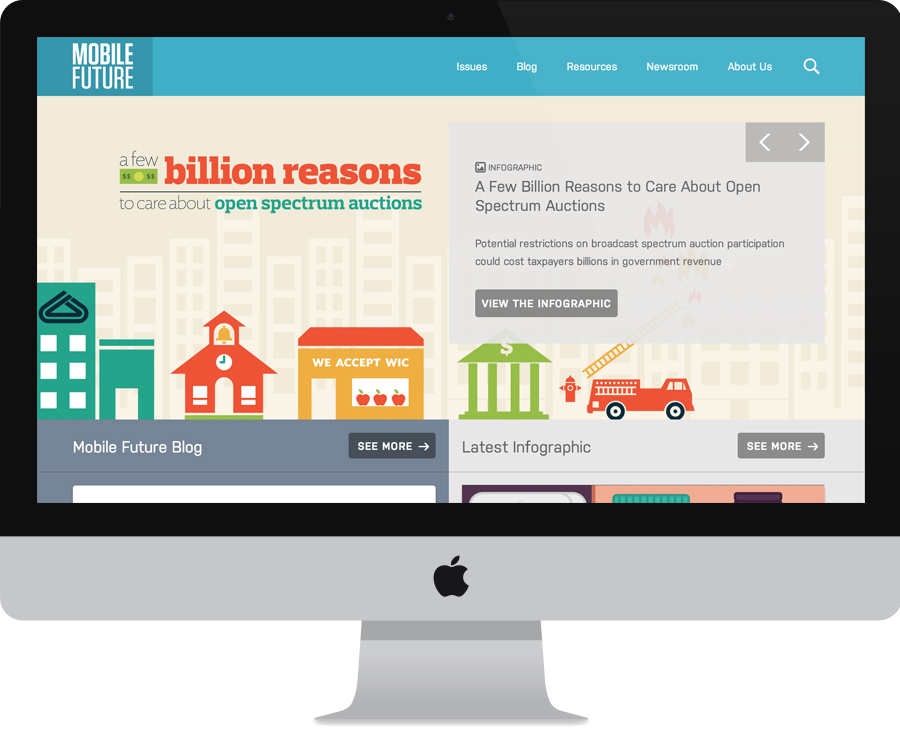 MOBILE
FUTURE
Issues Blog Resources Newsroom About Us
a few
$$ $$ billion reasons
to care about open spectrum auctions
INFOGRAPHIC
A Few Billion Reasons to Care About Open
Spectrum Auctions
Potential restrictions on broadcast spectrum auction participation
could cost taxpayers billions in government revenue
VIEW THE INFOGRAPHIC
$
WE ACCEPT WIC
Mobile Future Blog
SEE MORE
Latest Infographic
SEE MORE